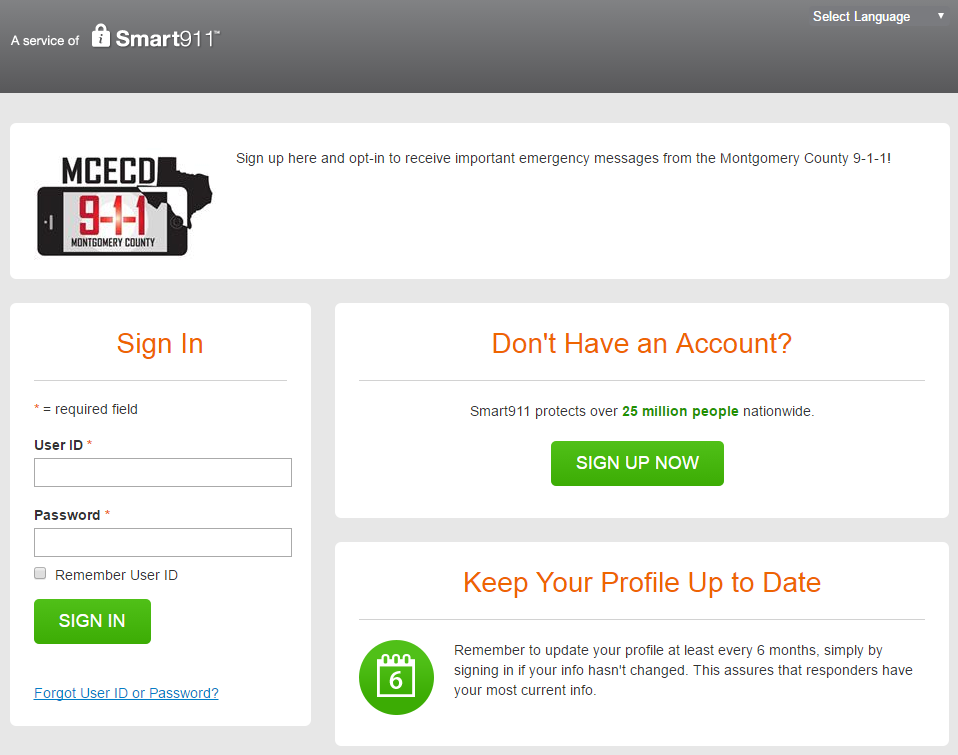 Select Language ▼
A service of Smart911™
MCECD
9-1-1
MONTGOMERY COUNTY
Sign up here and opt-in to receive important emergency messages from the Montgomery County 9-1-1!
Sign In
* = required field
User ID *
Password *
Remember User ID
SIGN IN
Forgot User ID or Password?
Don't Have an Account?
Smart911 protects over 25 million people nationwide.
SIGN UP NOW
Keep Your Profile Up to Date
6
Remember to update your profile at least every 6 months, simply by
signing in if your info hasn't changed. This assures that responders have
your most current info.